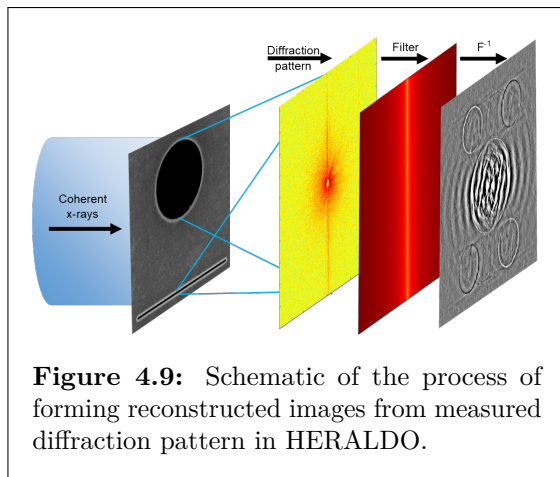 Diffraction
pattern
Filter
F⁻¹
Coherent
x-rays
Figure 4.9: Schematic of the process of
forming reconstructed images from measured
diffraction pattern in HERALDO.